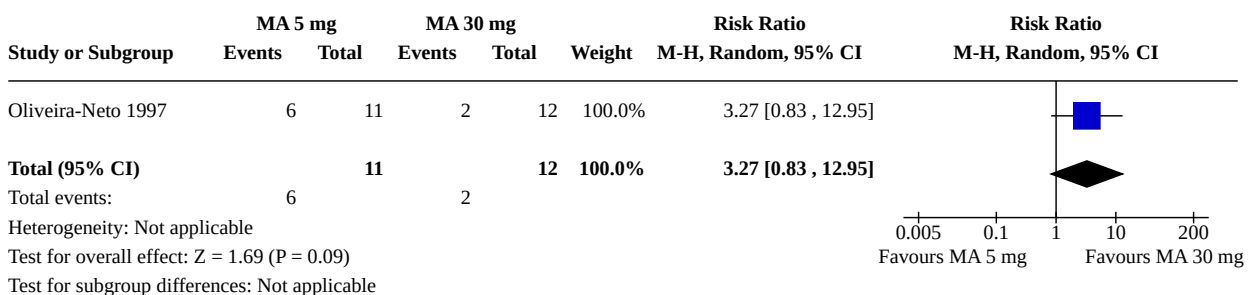 MA 5 mg MA 30 mg Risk Ratio Risk Ratio
Study or Subgroup Events Total Events Total Weight M-H, Random, 95% CI M-H, Random, 95% CI
Oliveira-Neto 1997 6 11 2 12 100.0% 3.27 [0.83 , 12.95]
Total (95% CI) 11 12 100.0% 3.27 [0.83 , 12.95]
Total events: 6 2
Heterogeneity: Not applicable 0.005 0.1 1 10 200
Test for overall effect: Z = 1.69 (P = 0.09) Favours MA 5 mg Favours MA 30 mg
Test for subgroup differences: Not applicable